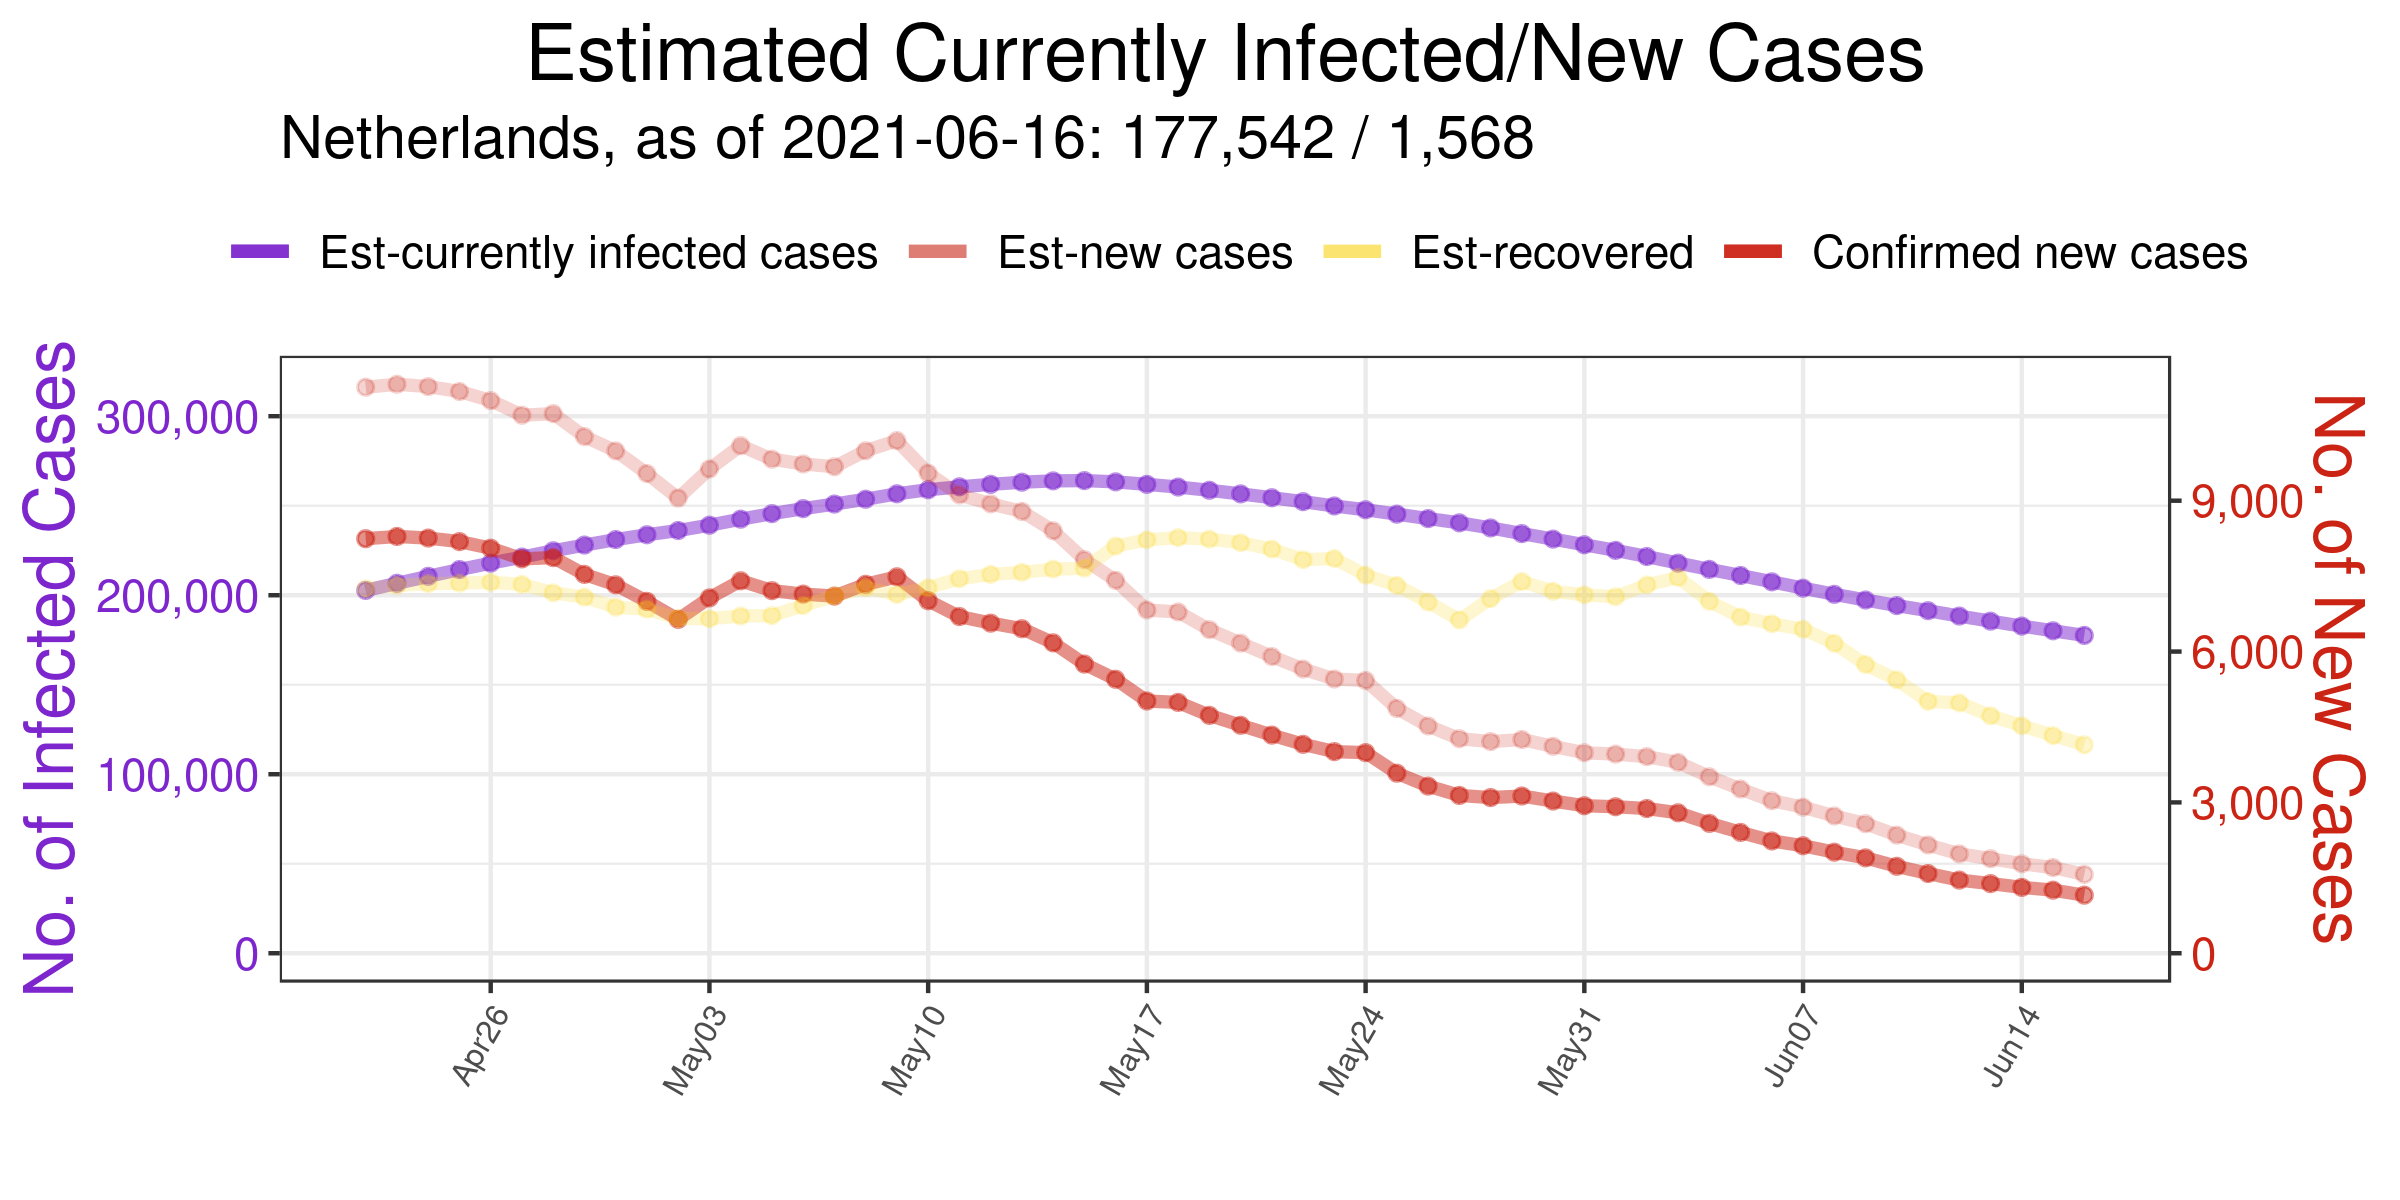 Estimated Currently Infected/New Cases
Netherlands, as of 2021-06-16: 177,542 / 1,568
Est-currently infected cases Est-new cases Est-recovered Confirmed new cases
No. of Infected Cases
300,000
200,000
100,000
0
9,000
6,000
3,000
0
No. of New Cases
Apr26 May03 May10 May17 May24 May31 Jun07 Jun14